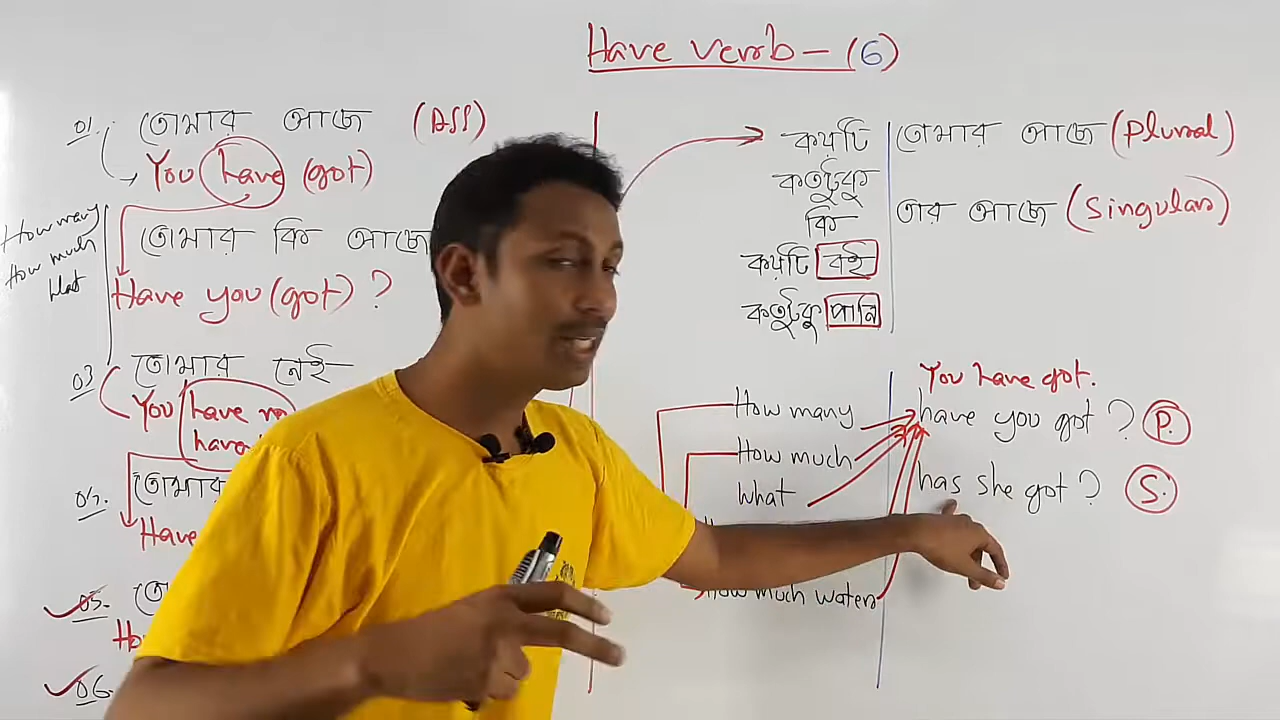 Have verb - (6)
01. তোমার আছে (Ass)
You have (got)
How many
How much
What
তোমার কি আছে
Have you (got) ?
03 তোমার নেই
You have no
04. তোমার
Have
05.
06.
কয়টি
কতটুকু
কি
কয়টি বই
কতটুকু পানি
তোমার আছে (Plural)
তার আছে (Singular)
You have got.
How many
How much
What
How much water
have you got ? P.
has she got ? S.